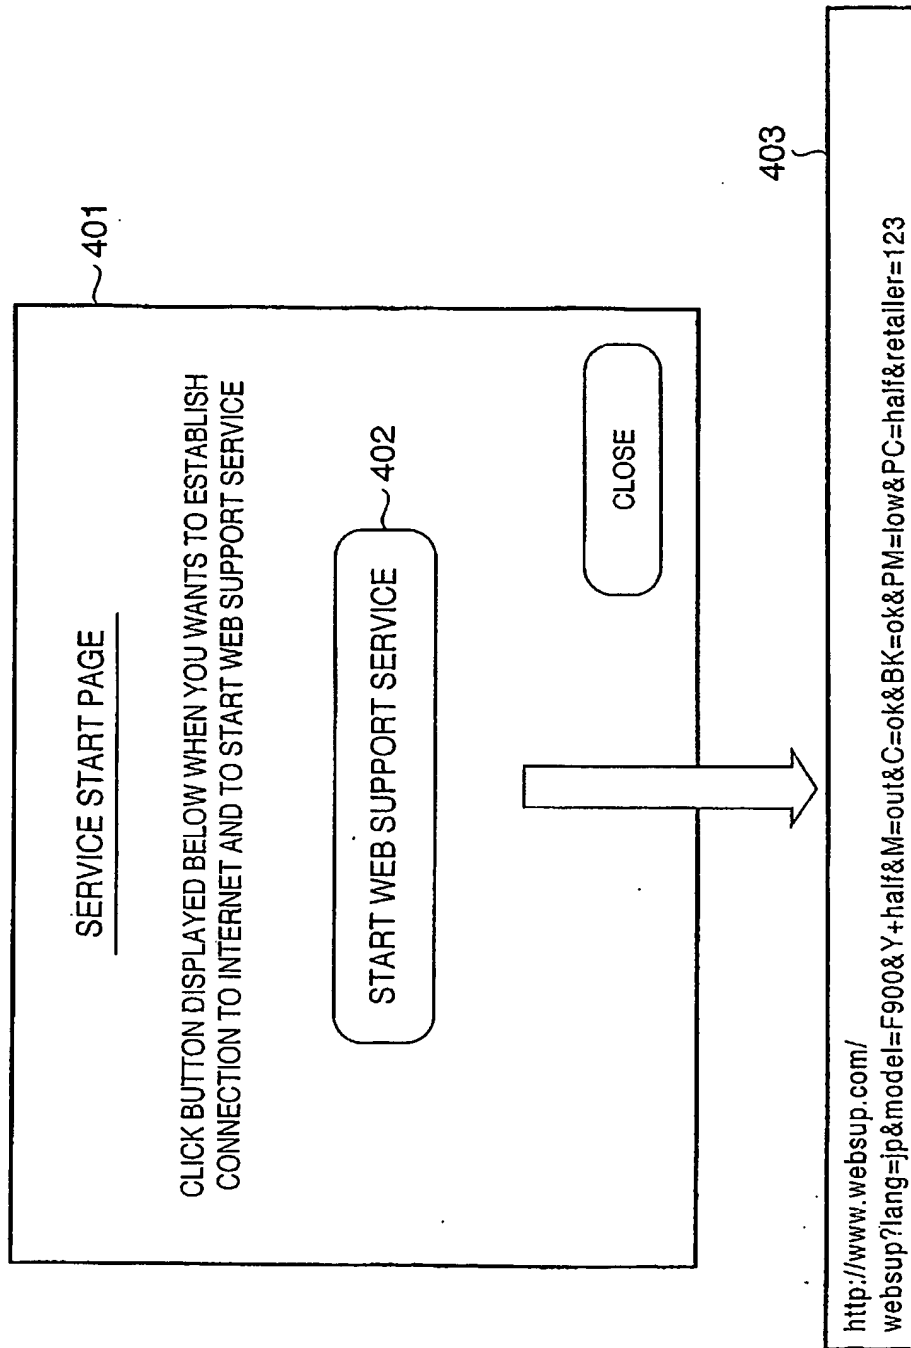 401
SERVICE START PAGE
CLICK BUTTON DISPLAYED BELOW WHEN YOU WANTS TO ESTABLISH
CONNECTION TO INTERNET AND TO START WEB SUPPORT SERVICE
402
START WEB SUPPORT SERVICE
CLOSE
403
http://www.websup.com/
websup?lang=jp&model=F900&Y+half&M=out&C=ok&BK=ok&PM=low&PC=half&retailer=123